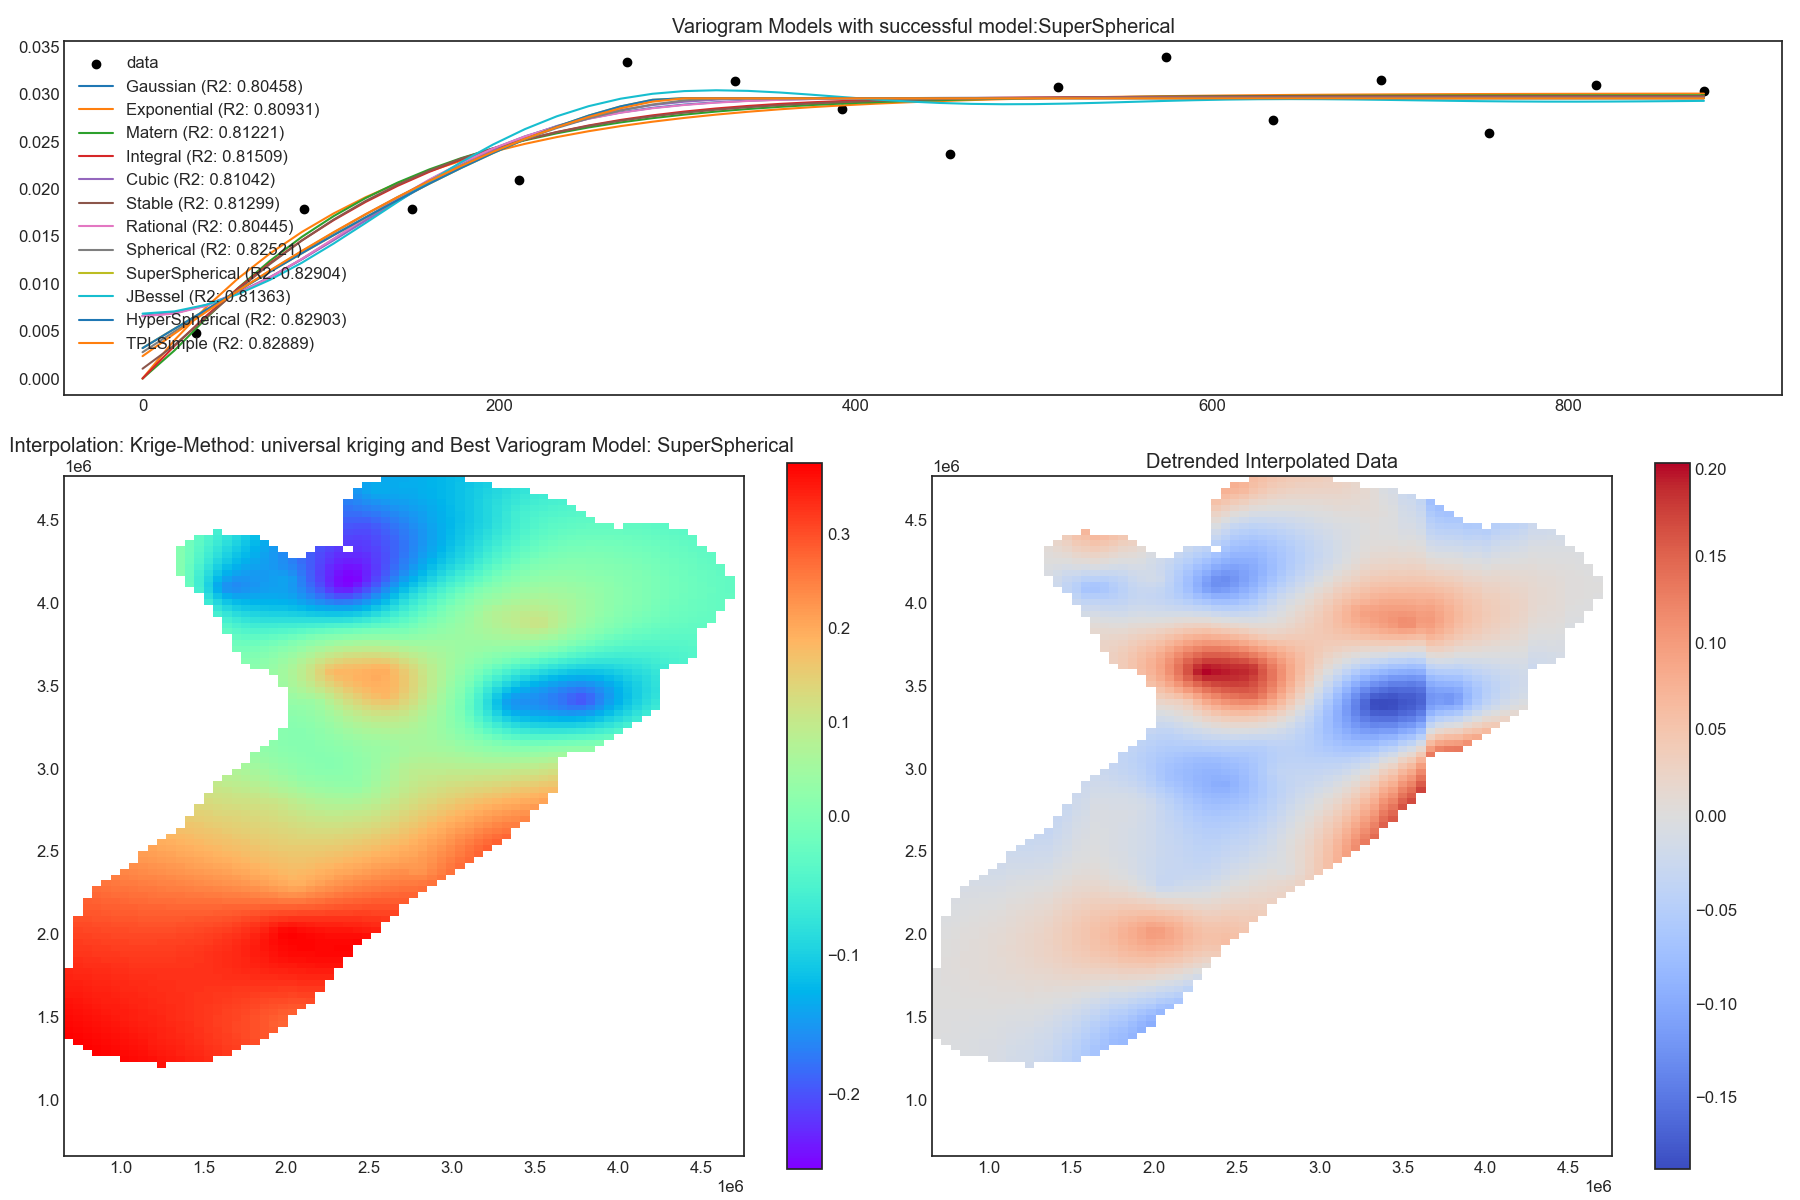 Variogram Models with successful model:SuperSpherical
0.035
0.030
0.025
0.020
0.015
0.010
0.005
0.000
data
Gaussian (R2: 0.80458)
Exponential (R2: 0.80931)
Matern (R2: 0.81221)
Integral (R2: 0.81509)
Cubic (R2: 0.81042)
Stable (R2: 0.81299)
Rational (R2: 0.80445)
Spherical (R2: 0.82521)
SuperSpherical (R2: 0.82904)
JBessel (R2: 0.81363)
HyperSpherical (R2: 0.82903)
TPLSimple (R2: 0.82889)
0 200 400 600 800
Interpolation: Krige-Method: universal kriging and Best Variogram Model: SuperSpherical
1e6
4.5
4.0
3.5
3.0
2.5
2.0
1.5
1.0
1.0 1.5 2.0 2.5 3.0 3.5 4.0 4.5
1e6
0.3
0.2
0.1
0.0
−0.1
−0.2
Detrended Interpolated Data
1e6
4.5
4.0
3.5
3.0
2.5
2.0
1.5
1.0
1.0 1.5 2.0 2.5 3.0 3.5 4.0 4.5
1e6
0.20
0.15
0.10
0.05
0.00
−0.05
−0.10
−0.15